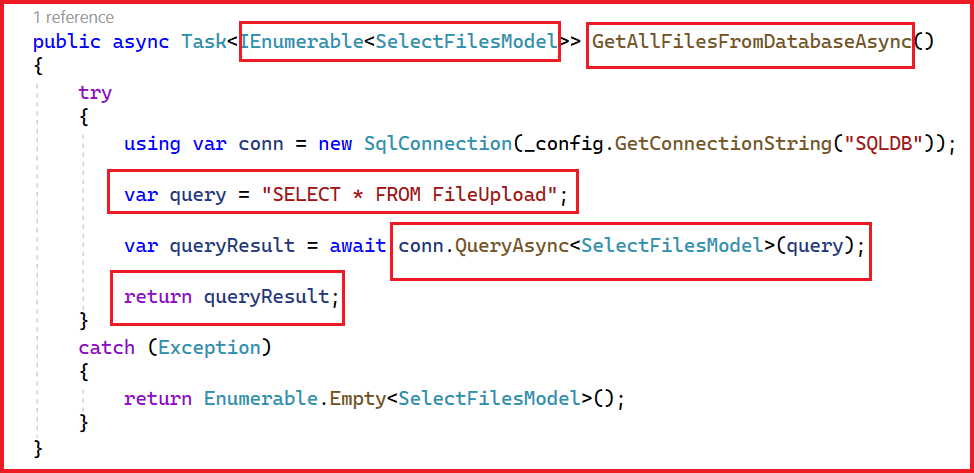 1 reference
public async Task<IEnumerable<SelectFilesModel>> GetAllFilesFromDatabaseAsync()
{
try
{
using var conn = new SqlConnection(_config.GetConnectionString("SQLDB"));
var query = "SELECT * FROM FileUpload";
var queryResult = await conn.QueryAsync<SelectFilesModel>(query);
return queryResult;
}
catch (Exception)
{
return Enumerable.Empty<SelectFilesModel>();
}
}